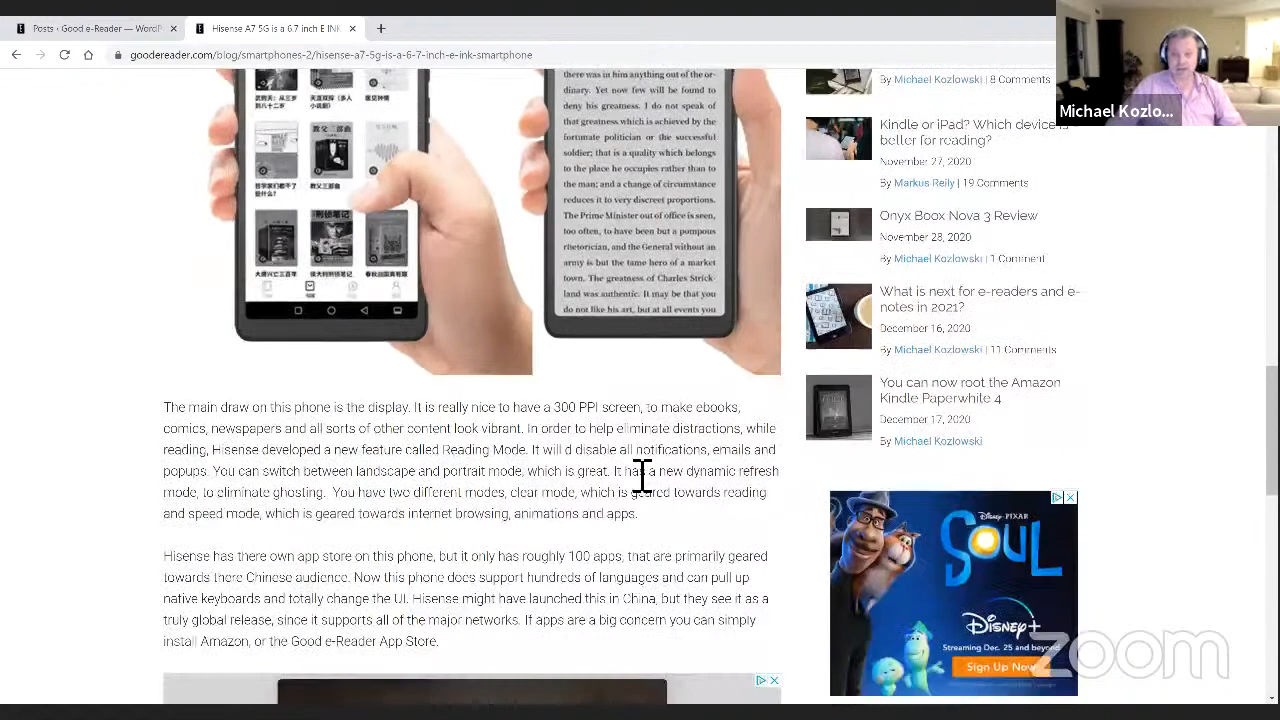 Posts ‹ Good e-Reader — WordP
Hisense A7 5G is a 6.7 inch E INK
goodereader.com/blog/smartphones-2/hisense-a7-5g-is-a-6-7-inch-e-ink-smartphone
Michael Kozlo...
there was in him anything out of the or-
dinary. Yet now few will be found to
deny his greatness. I do not speak of
that greatness which is achieved by the
fortunate politician or the successful
soldier; that is a quality which belongs
to the place he occupies rather than to
the man; and a change of circumstance
reduces it to very discreet proportions.
The Prime Minister out of office is seen,
too often, to have been but a pompous
rhetorician, and the General without an
army is but the tame hero of a market
town. The greatness of Charles Strick-
land was authentic. It may be that you
do not like his art, but at all events you
教父三部曲
The main draw on this phone is the display. It is really nice to have a 300 PPI screen, to make ebooks,
comics, newspapers and all sorts of other content look vibrant. In order to help eliminate distractions, while
reading, Hisense developed a new feature called Reading Mode. It will d disable all notifications, emails and
popups. You can switch between landscape and portrait mode, which is great. It has a new dynamic refresh
mode, to eliminate ghosting. You have two different modes, clear mode, which is geared towards reading
and speed mode, which is geared towards internet browsing, animations and apps.
Hisense has there own app store on this phone, but it only has roughly 100 apps, that are primarily geared
towards there Chinese audience. Now this phone does support hundreds of languages and can pull up
native keyboards and totally change the UI. Hisense might have launched this in China, but they see it as a
truly global release, since it supports all of the major networks. If apps are a big concern you can simply
install Amazon, or the Good e-Reader App Store.
By Michael Kozlowski | 8 Comments
Kindle or iPad? Which device is
better for reading?
November 27, 2020
By Markus Reily | 19 Comments
Onyx Boox Nova 3 Review
November 28, 2020
By Michael Kozlowski | 1 Comment
What is next for e-readers and e-
notes in 2021?
December 16, 2020
By Michael Kozlowski | 11 Comments
You can now root the Amazon
Kindle Paperwhite 4
December 17, 2020
By Michael Kozlowski
Disney · PIXAR
SOUL
Disney+
Streaming Dec. 25 and beyond
Sign Up Now
zoom